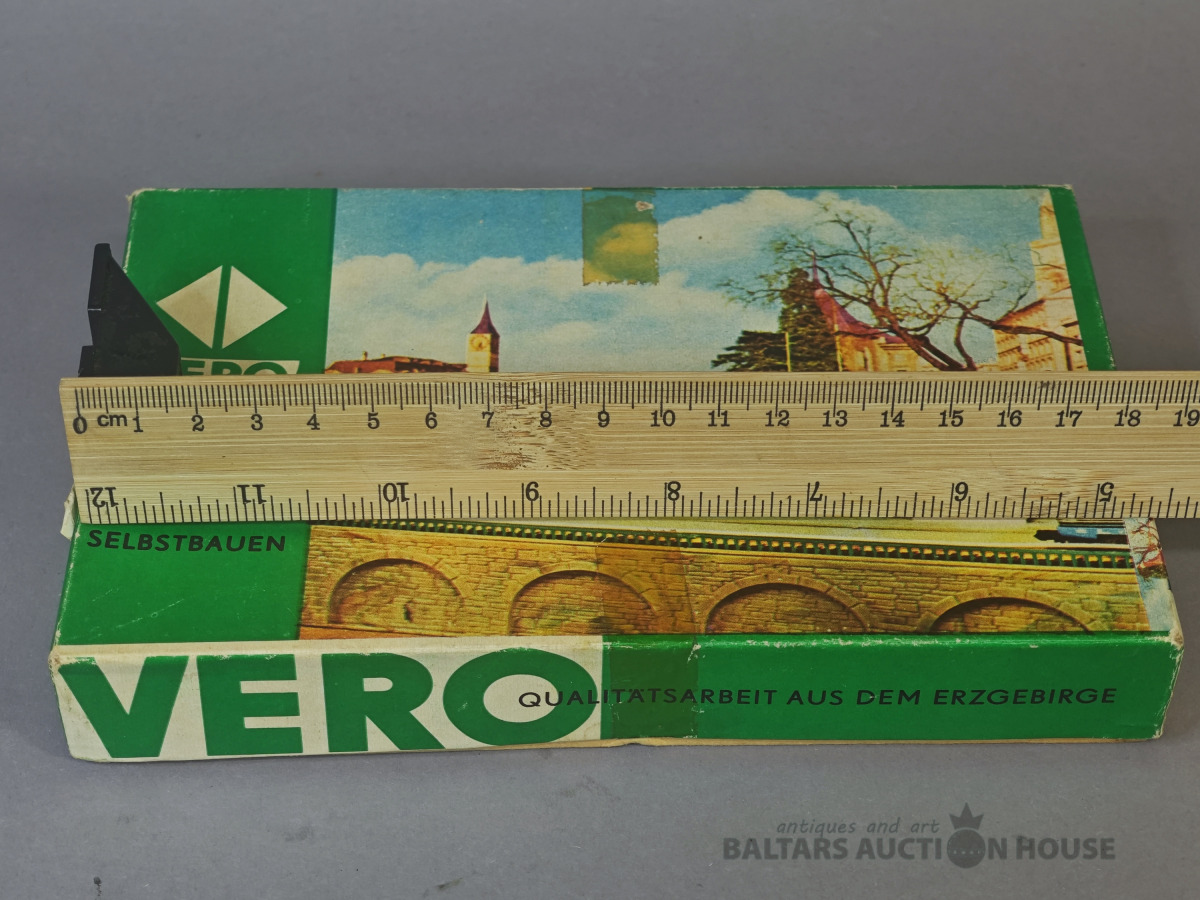 VERO
0 cm 1 2 3 4 5 6 7 8 9 10 11 12 13 14 15 16 17 18 19
12 11 10 9 8 7 6 5
SELBSTBAUEN
VERO
QUALITÄTSARBEIT AUS DEM ERZGEBIRGE
antiques and art
BALTARS AUCTION HOUSE